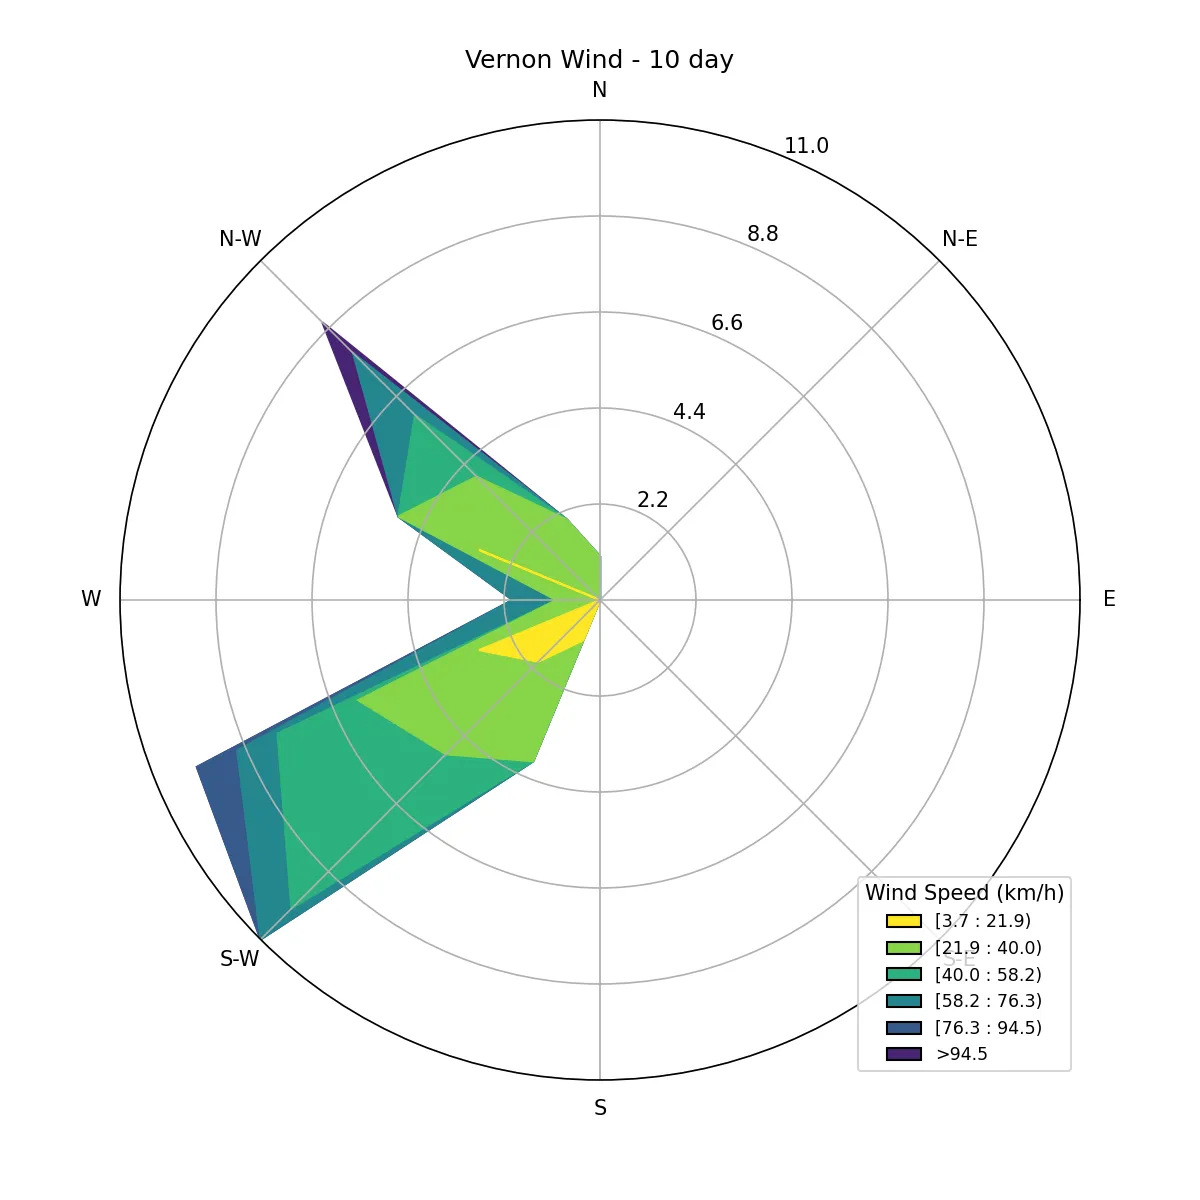 Vernon Wind - 10 day
N
11.0
N-W
8.8
N-E
6.6
4.4
2.2
W
E
S-W
S-E
S
Wind Speed (km/h)
[3.7 : 21.9)
[21.9 : 40.0)
[40.0 : 58.2)
[58.2 : 76.3)
[76.3 : 94.5)
>94.5